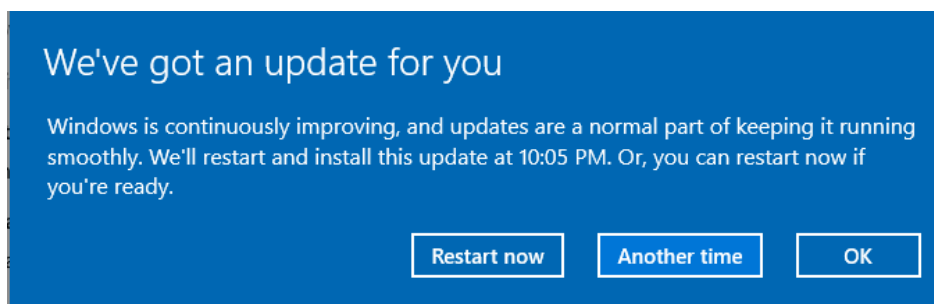 We've got an update for you
Windows is continuously improving, and updates are a normal part of keeping it running
smoothly. We'll restart and install this update at 10:05 PM. Or, you can restart now if
you're ready.
Restart now Another time OK